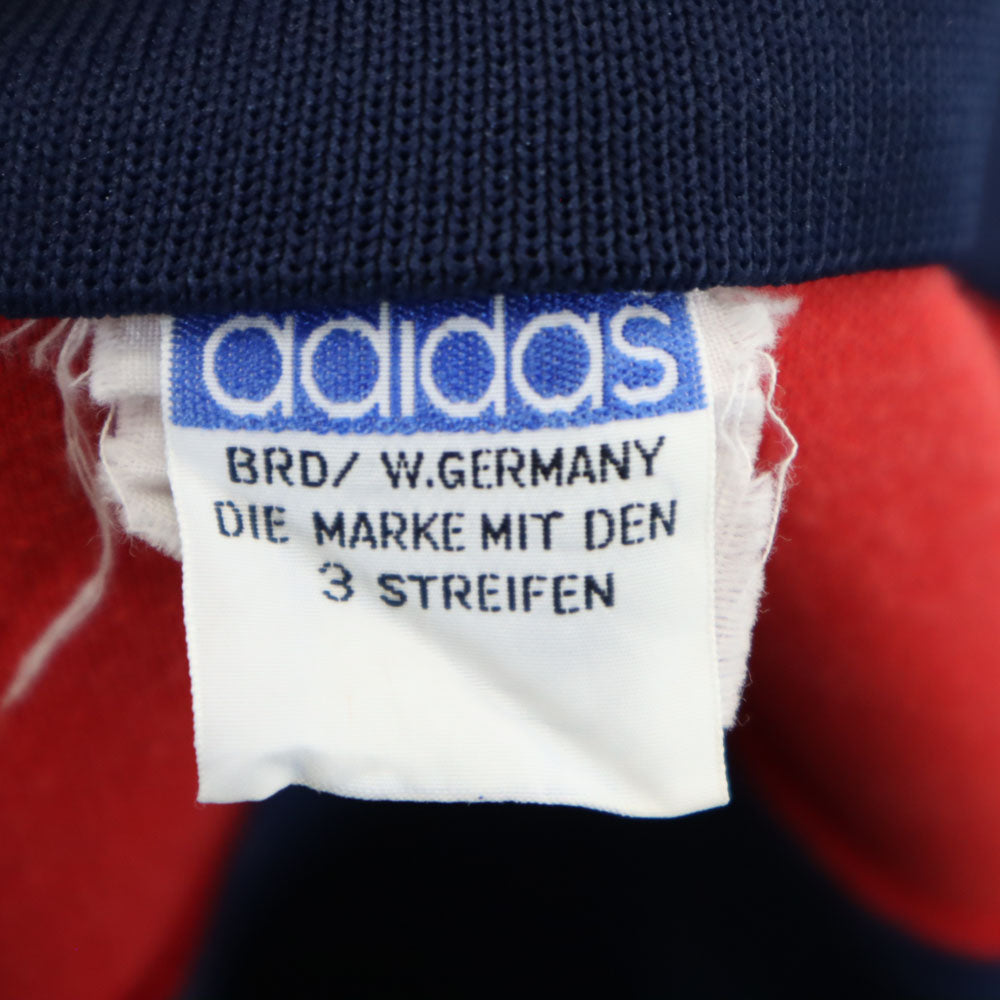 adidas
BRD/ W.GERMANY
DIE MARKE MIT DEN
3 STREIFEN